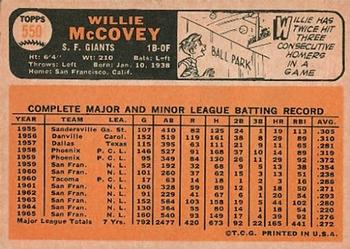 TOPPS
550
WILLIE
McCOVEY
S. F. GIANTS 1B-OF
Ht: 6'4" Wt: 210 Bats: Left
Throws: Left Born: Jan. 10, 1938
Home: San Francisco, Calif.
BALL PARK
WILLIE HAS
TWICE HIT
THREE
CONSECUTIVE
HOMERS IN
A GAME
COMPLETE MAJOR AND MINOR LEAGUE BATTING RECORD
YEAR TEAM LEA. G AB R H 2B 3B HR RBI AVG.
1955 Sandersville Ga. St. 107 410 82 125 24 1 19 113 .305
1956 Danville Carol. 152 519 119 161 38 8 29 89 .310
1957 Dallas Texas 115 395 63 111 21 9 11 65 .281
1958 Phoenix P. C. L. 146 527 91 168 37 10 14 89 .319
1959 Phoenix P. C. L. 95 349 84 130 26 11 29 92 .372
1959 San Fran. N. L. 52 192 32 68 9 5 13 38 .354
1960 San Fran. N. L. 101 260 37 62 15 3 13 51 .238
1960 Tacoma P. C. L. 17 63 14 18 1 2 3 16 .286
1961 San Fran. N. L. 106 328 59 89 12 3 18 50 .271
1962 San Fran. N. L. 91 229 41 67 6 1 20 54 .293
1963 San Fran. N. L. 152 564 103 158 19 5 44 102 .280
1964 San Fran. N. L. 130 364 55 80 14 1 18 54 .220
1965 San Fran. N. L. 160 540 93 149 17 4 39 92 .276
Major League Totals 7 Yrs. 792 2477 420 673 92 22 165 441 .272
©T.C.G. PRINTED IN U.S.A.